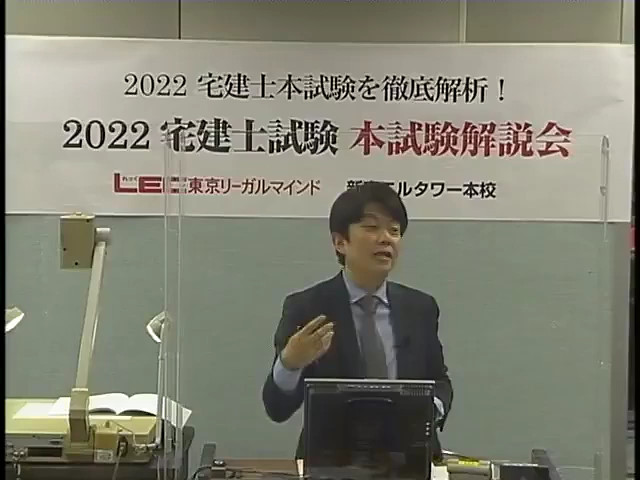 2022 宅建士本試験を徹底解析！
2022 宅建士試験 本試験解説会
LEC東京リーガルマインド 新宿エルタワー本校